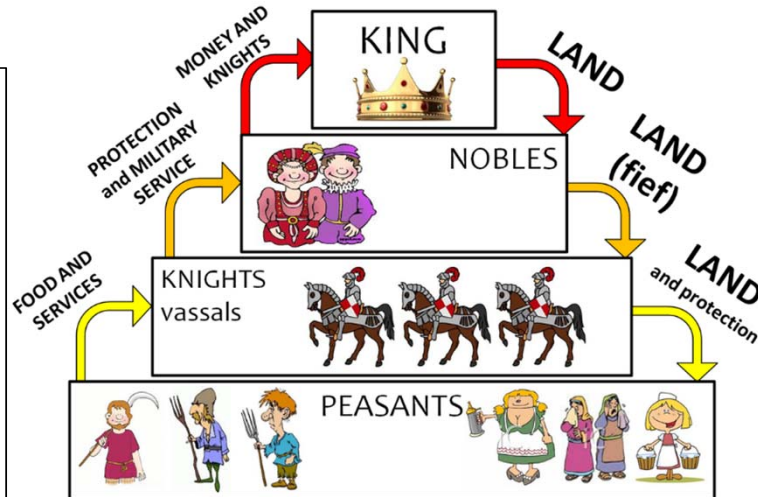 MONEY AND
KNIGHTS
KING
LAND
PROTECTION
and MILITARY
SERVICE
NOBLES
LAND
(fief)
FOOD AND
SERVICES
KNIGHTS
vassals
LAND
and protection
PEASANTS